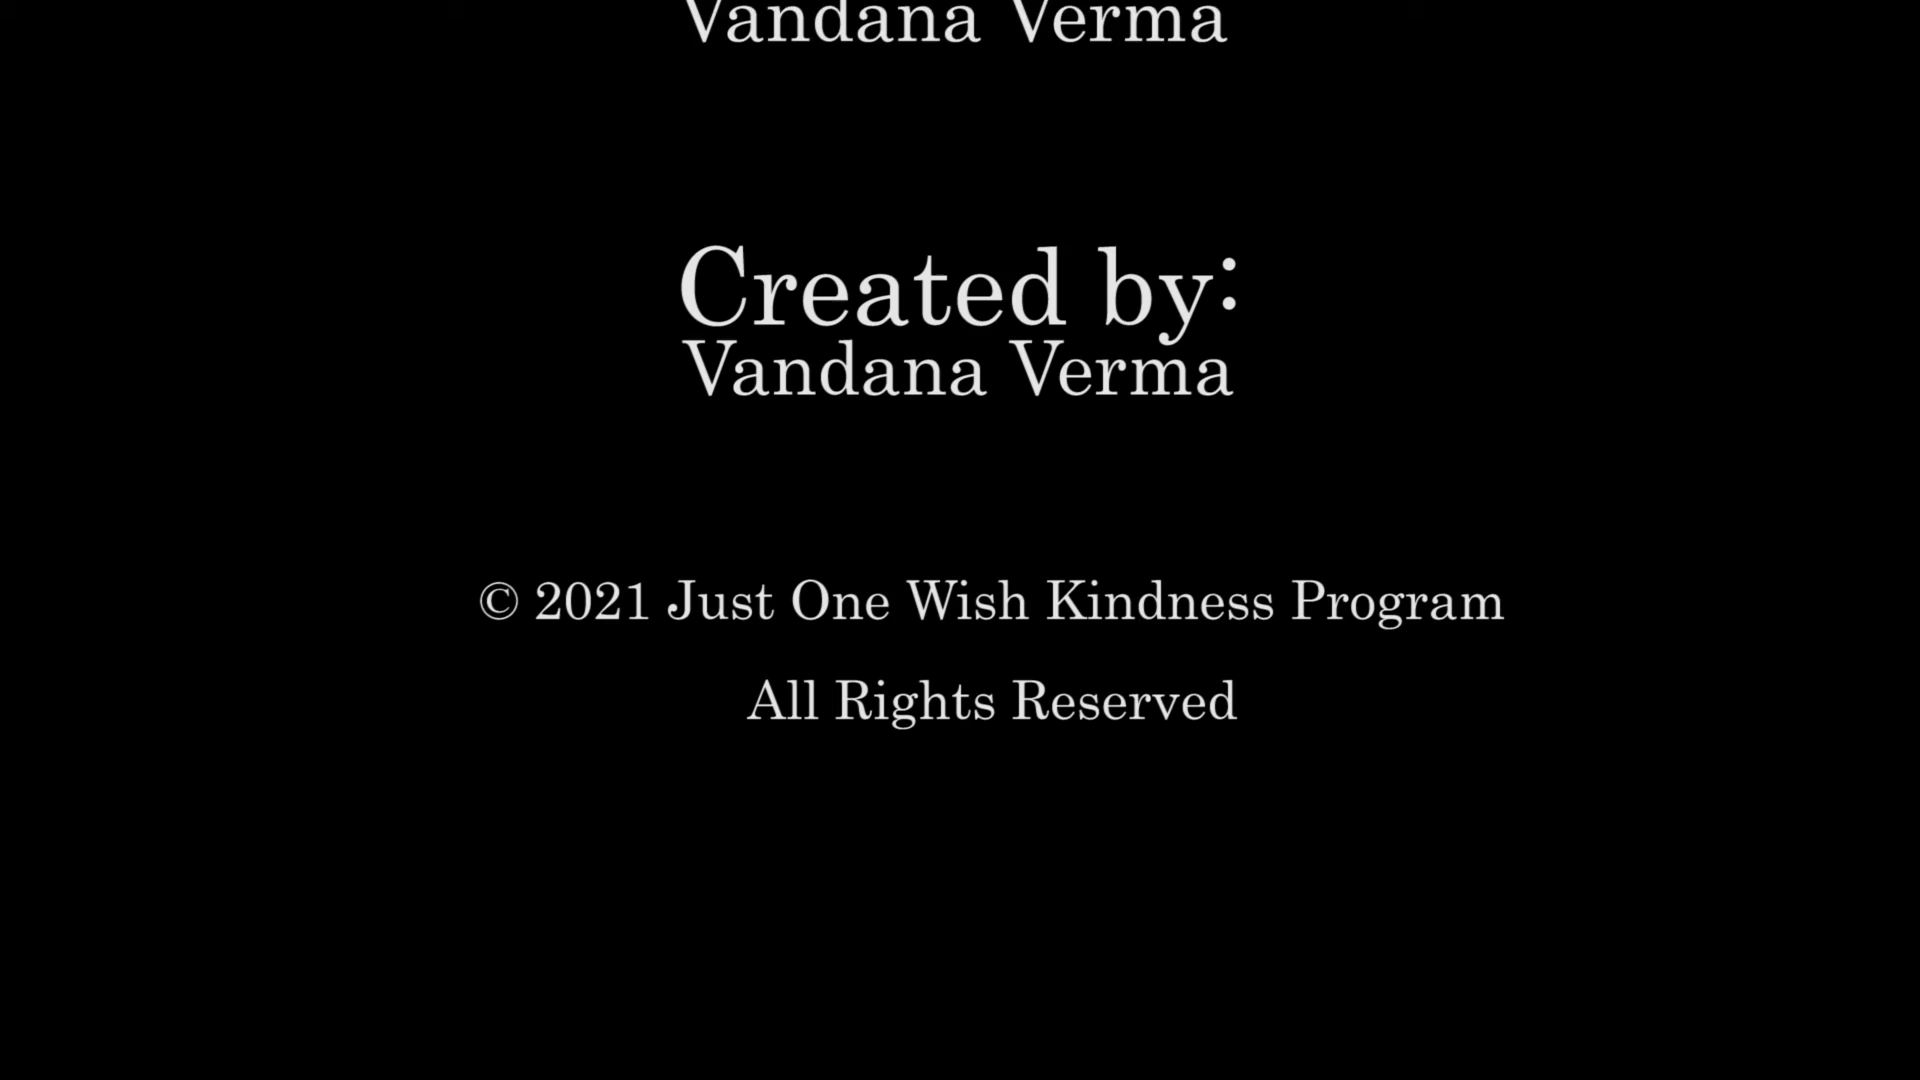 Vandana Verma
Created by:
Vandana Verma
© 2021 Just One Wish Kindness Program
All Rights Reserved